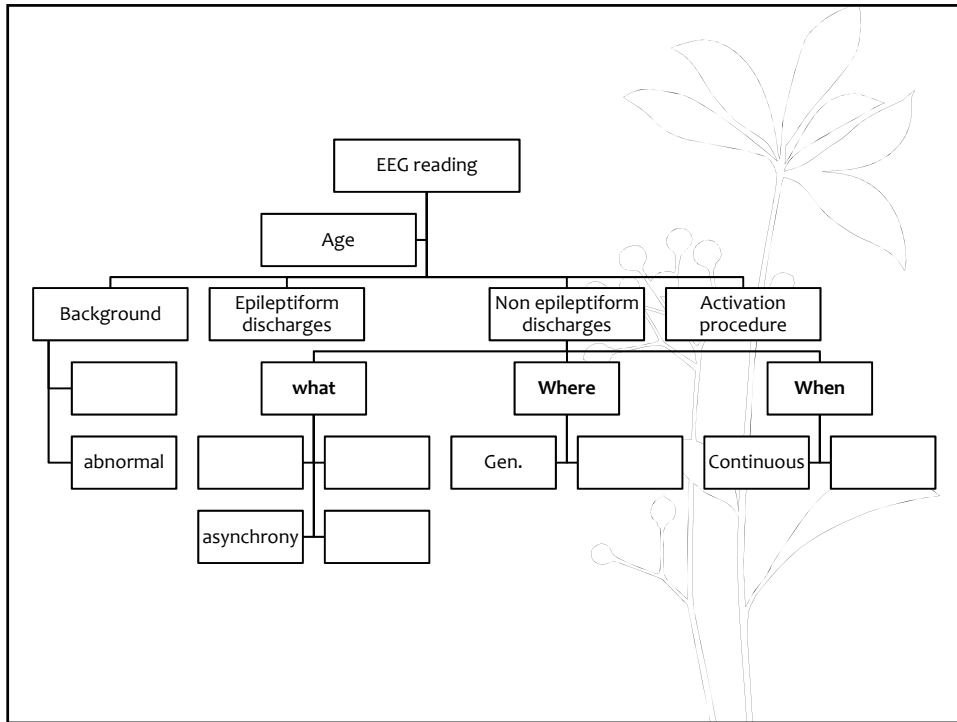 EEG reading
Age
Background
Epileptiform
discharges
Non epileptiform
discharges
Activation
procedure
what
Where
When
abnormal
Gen.
Continuous
asynchrony